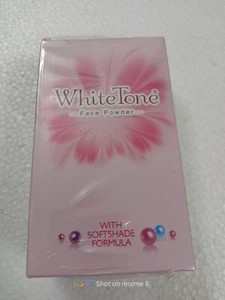 WhiteTone
Face Powder
WITH
SOFTSHADE
FORMULA
Shot on realme 8